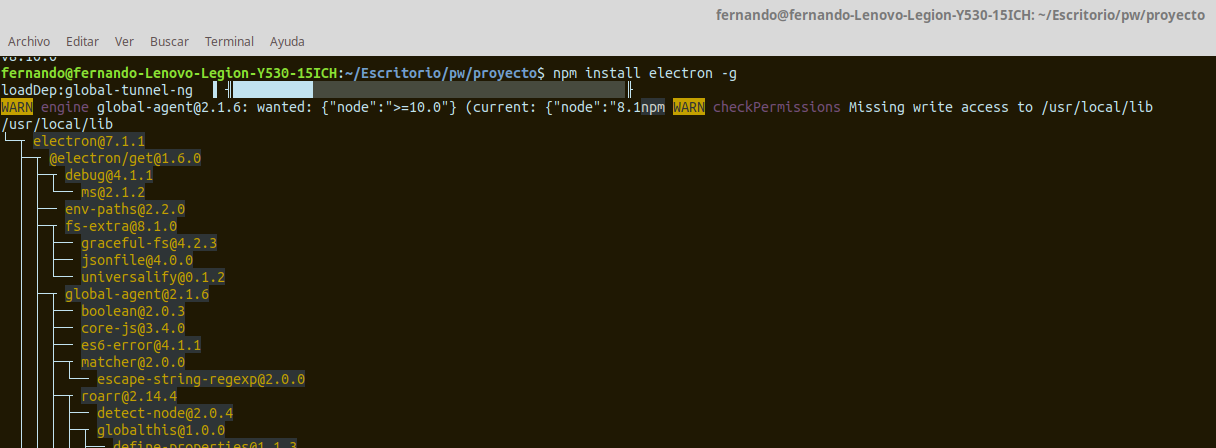 fernando@fernando-Lenovo-Legion-Y530-15ICH: ~/Escritorio/pw/proyecto
Archivo Editar Ver Buscar Terminal Ayuda
v8.10.0
fernando@fernando-Lenovo-Legion-Y530-15ICH:~/Escritorio/pw/proyecto$ npm install electron -g
loadDep:global-tunnel-ng
WARN engine global-agent@2.1.6: wanted: {"node":">=10.0"} (current: {"node":"8.1npm WARN checkPermissions Missing write access to /usr/local/lib
/usr/local/lib
electron@7.1.1
@electron/get@1.6.0
debug@4.1.1
ms@2.1.2
env-paths@2.2.0
fs-extra@8.1.0
graceful-fs@4.2.3
jsonfile@4.0.0
universalify@0.1.2
global-agent@2.1.6
boolean@2.0.3
core-js@3.4.0
es6-error@4.1.1
matcher@2.0.0
escape-string-regexp@2.0.0
roarr@2.14.4
detect-node@2.0.4
globalthis@1.0.0
define-properties@1.1.3